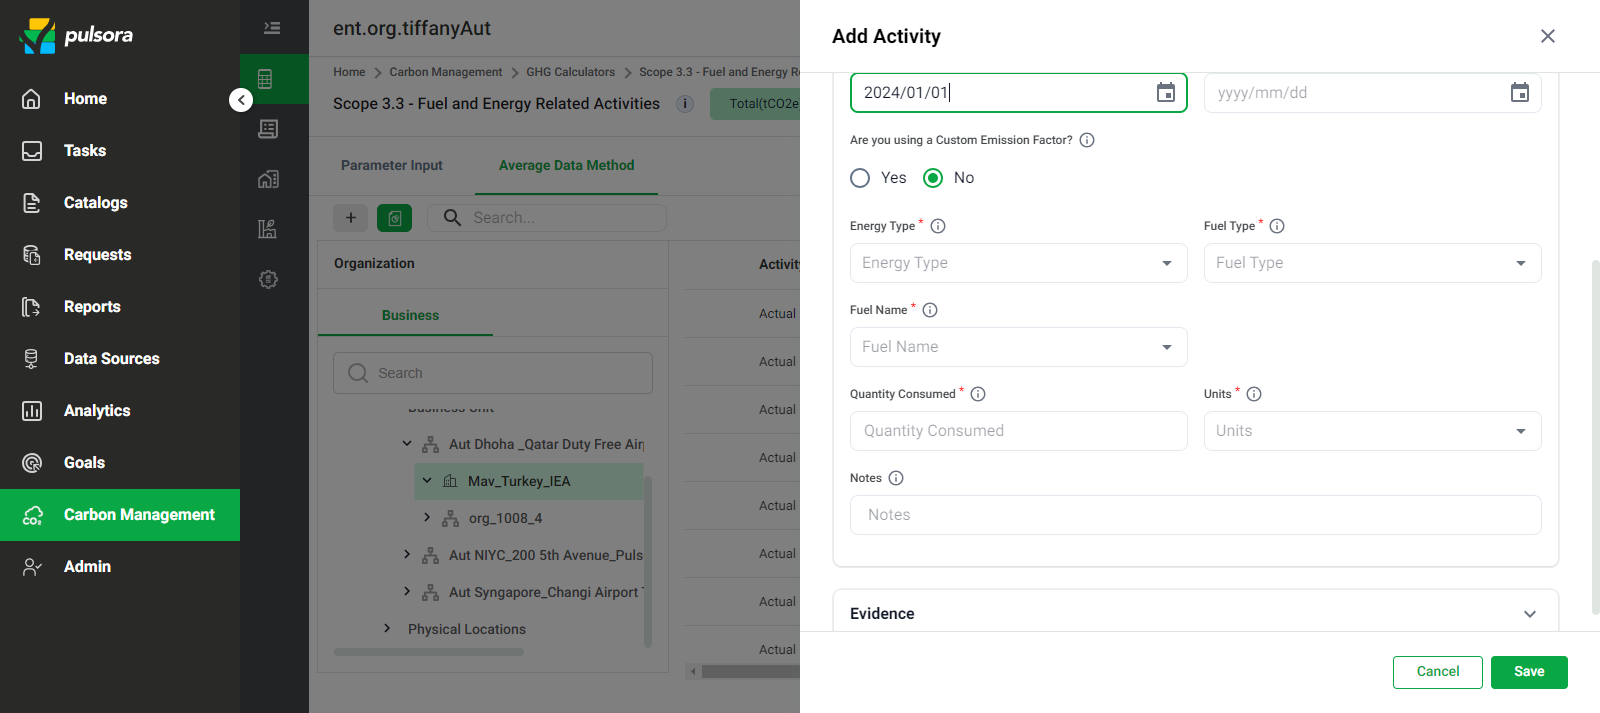 pulsora
Home
Tasks
Catalogs
Requests
Reports
Data Sources
Analytics
Goals
CO₂
Carbon Management
Admin
ent.org.tiffanyAut
Home > Carbon Management > GHG Calculators > Scope 3.3 - Fuel and Energy R
Scope 3.3 - Fuel and Energy Related Activities
Total(tCO2e
Parameter Input
Average Data Method
+
Search...
Organization
Business
Search
Business Unit
Aut Dhoha _Qatar Duty Free Air
Mav_Turkey_IEA
org_1008_4
Aut NIYC_200 5th Avenue_Puls
Aut Syngapore_Changi Airport T
Physical Locations
Activity
Actual
Actual
Actual
Actual
Actual
Actual
Actual
Actual
Add Activity
2024/01/01
yyyy/mm/dd
Are you using a Custom Emission Factor?
Yes
No
Energy Type *
Fuel Type *
Energy Type
Fuel Type
Fuel Name *
Fuel Name
Quantity Consumed *
Units *
Quantity Consumed
Units
Notes
Notes
Evidence
Cancel
Save